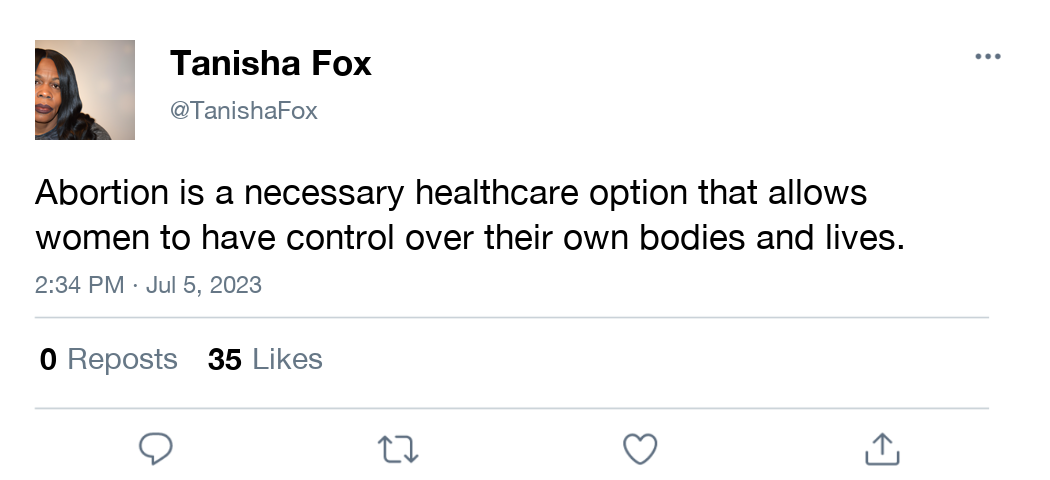 Tanisha Fox
@TanishaFox
Abortion is a necessary healthcare option that allows
women to have control over their own bodies and lives.
2:34 PM · Jul 5, 2023
0 Reposts 35 Likes